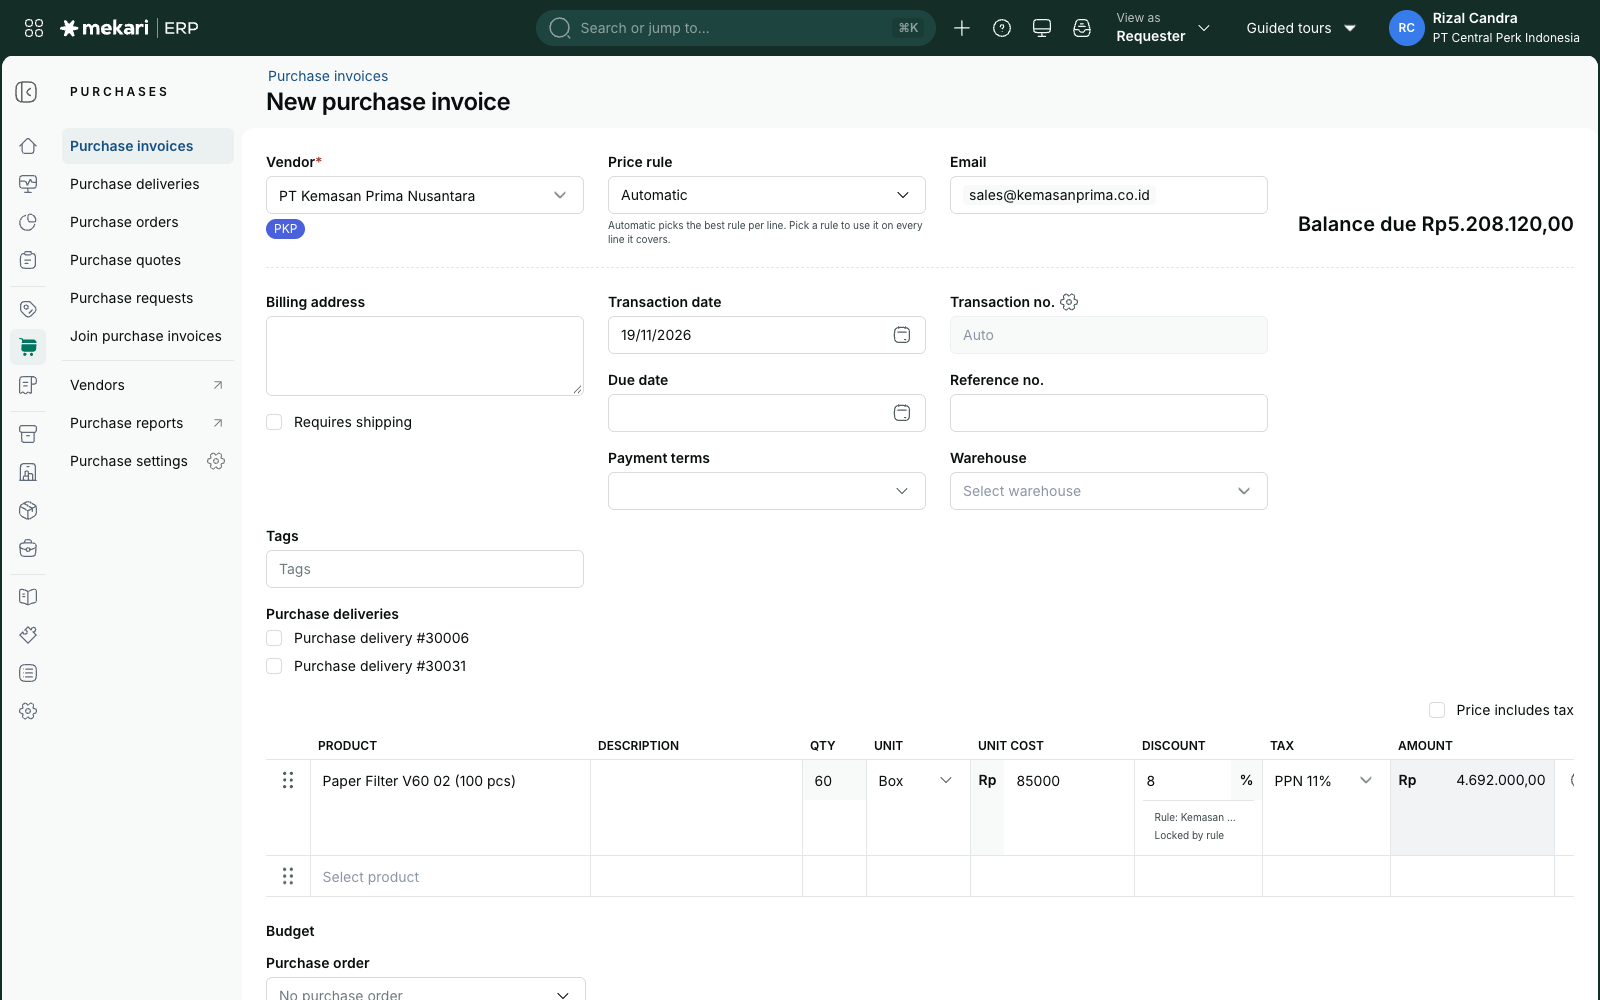 mekari ERP
Search or jump to...
⌘K
View as
Requester
Guided tours
RC
Rizal Candra
PT Central Perk Indonesia
PURCHASES
Purchase invoices
Purchase deliveries
Purchase orders
Purchase quotes
Purchase requests
Join purchase invoices
Vendors
Purchase reports
Purchase settings
Purchase invoices
New purchase invoice
Vendor*
PT Kemasan Prima Nusantara
PKP
Price rule
Automatic
Automatic picks the best rule per line. Pick a rule to use it on every
line it covers.
Email
sales@kemasanprima.co.id
Balance due Rp5.208.120,00
Billing address
Requires shipping
Transaction date
19/11/2026
Transaction no.
Auto
Due date
Reference no.
Payment terms
Warehouse
Select warehouse
Tags
Tags
Purchase deliveries
Purchase delivery #30006
Purchase delivery #30031
Price includes tax
PRODUCT DESCRIPTION QTY UNIT UNIT COST DISCOUNT TAX AMOUNT
Paper Filter V60 02 (100 pcs) 60 Box Rp 85000 8 % PPN 11% Rp 4.692.000,00
Rule: Kemasan ...
Locked by rule
Select product
Budget
Purchase order
No purchase order